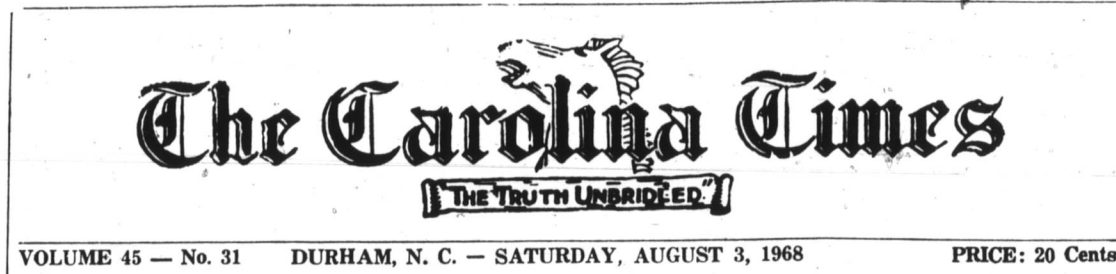 The Carolina Times
"THE TRUTH UNBRIDLED"
VOLUME 45 — No. 31 DURHAM, N. C. — SATURDAY, AUGUST 3, 1968 PRICE: 20 Cents